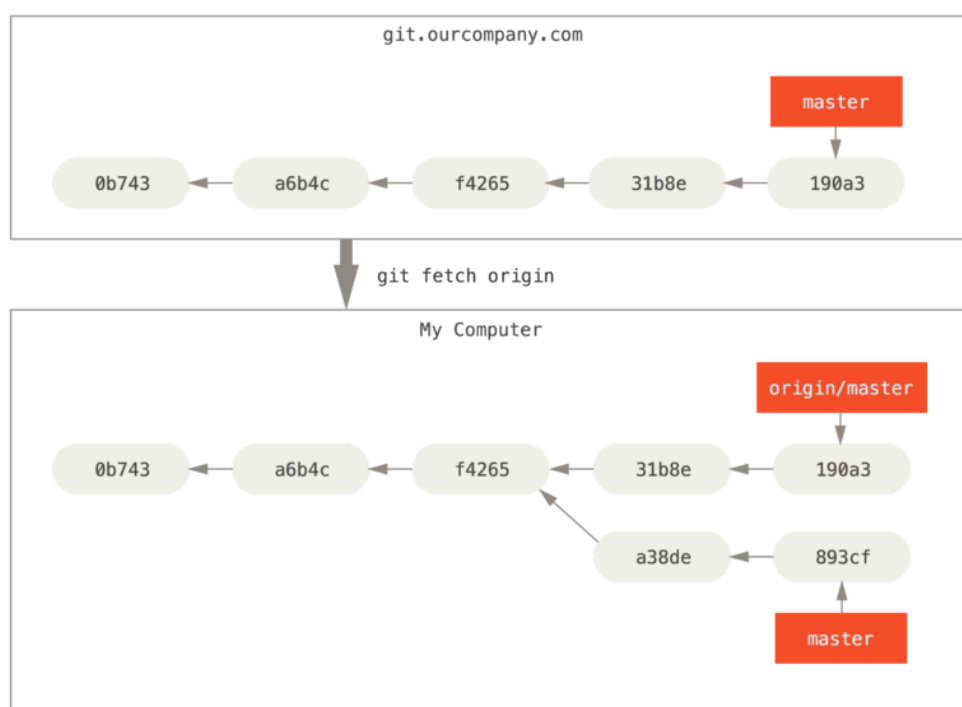 git.ourcompany.com
master
0b743 a6b4c f4265 31b8e 190a3
git fetch origin
My Computer
origin/master
0b743 a6b4c f4265 31b8e 190a3
a38de 893cf
master